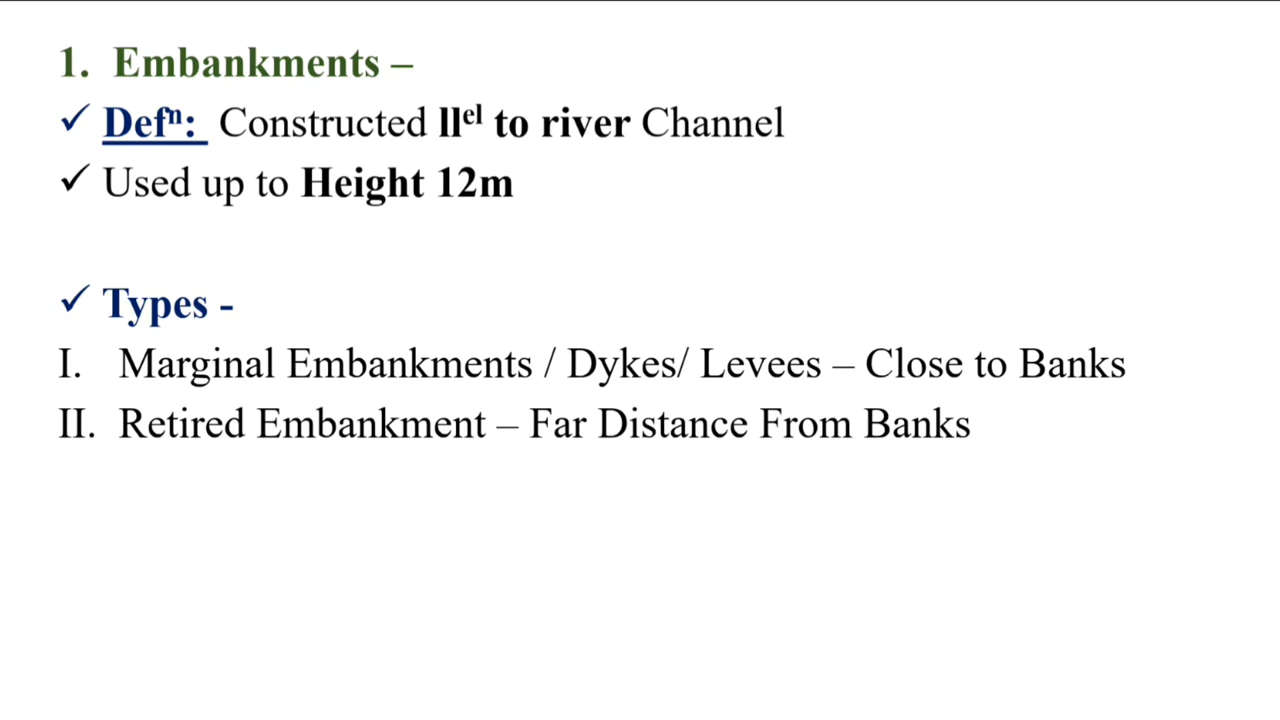 1. Embankments –
✓ Defⁿ: Constructed llᵉˡ to river Channel
✓ Used up to Height 12m
✓ Types -
I. Marginal Embankments / Dykes/ Levees – Close to Banks
II. Retired Embankment – Far Distance From Banks